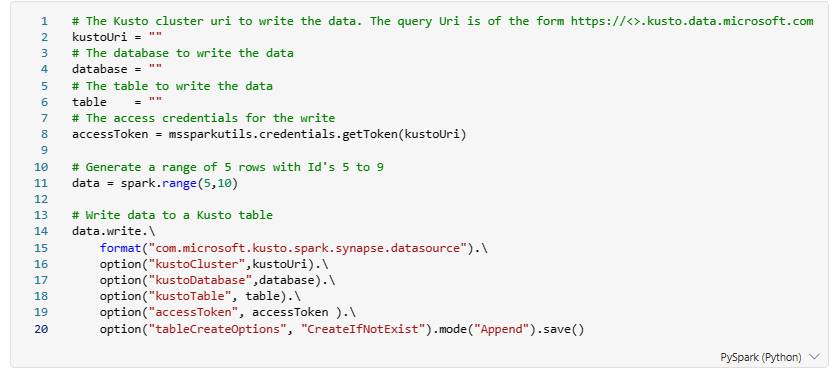 1 # The Kusto cluster uri to write the data. The query Uri is of the form https://<>.kusto.data.microsoft.com
2 kustoUri = ""
3 # The database to write the data
4 database = ""
5 # The table to write the data
6 table    = ""
7 # The access credentials for the write
8 accessToken = mssparkutils.credentials.getToken(kustoUri)
9
10 # Generate a range of 5 rows with Id's 5 to 9
11 data = spark.range(5,10)
12
13 # Write data to a Kusto table
14 data.write.\
15     format("com.microsoft.kusto.spark.synapse.datasource").\
16     option("kustoCluster",kustoUri).\
17     option("kustoDatabase",database).\
18     option("kustoTable", table).\
19     option("accessToken", accessToken ).\
20     option("tableCreateOptions", "CreateIfNotExist").mode("Append").save()
PySpark (Python)